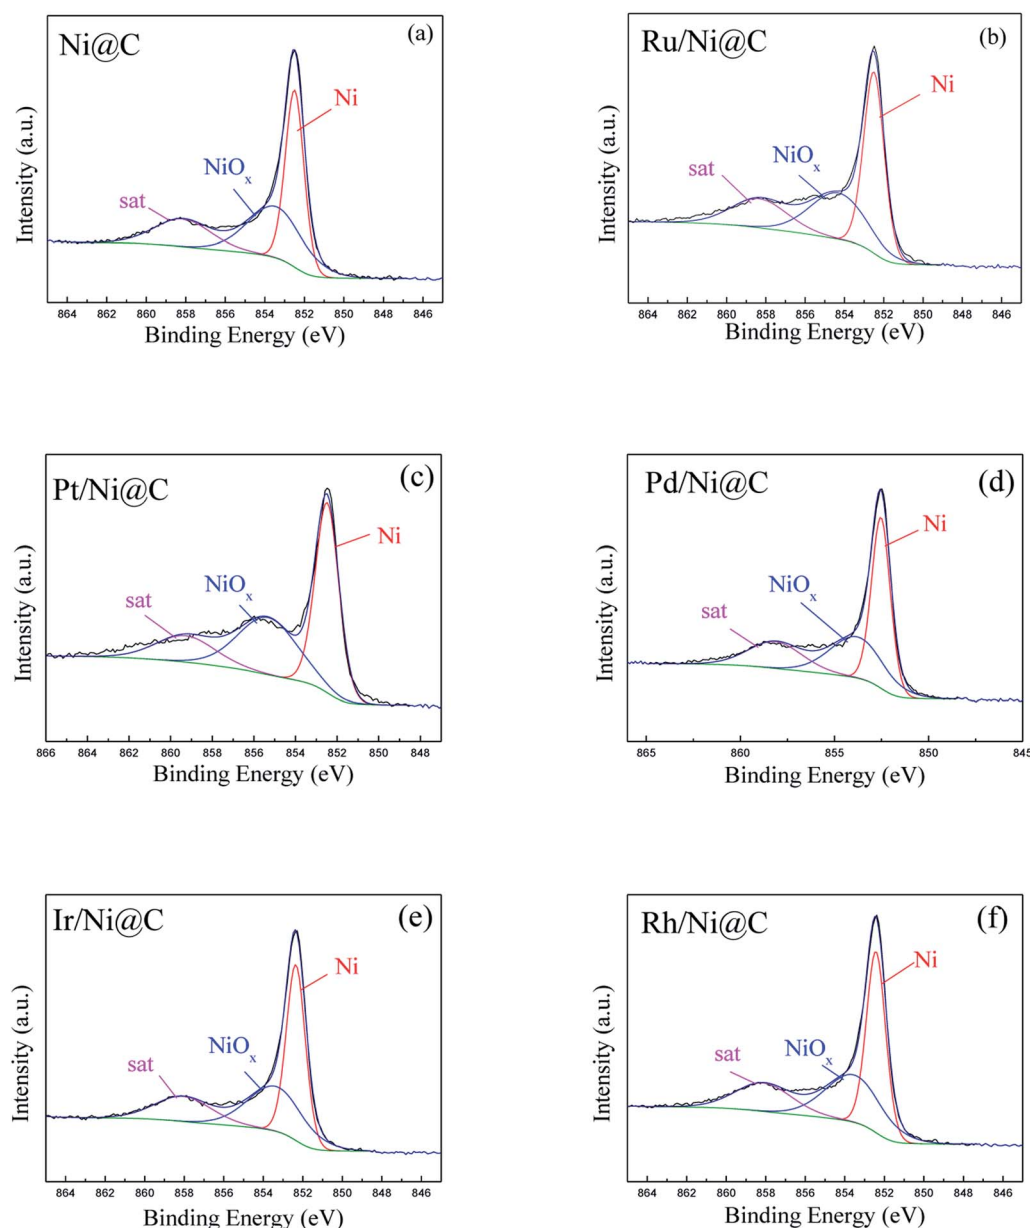 Ni@C
(a)
Ni
NiOx
sat
Intensity (a.u.)
864 862 860 858 856 854 852 850 848 846
Binding Energy (eV)
Ru/Ni@C
(b)
Ni
NiOx
sat
Intensity (a.u.)
864 862 860 858 856 854 852 850 848 846
Binding Energy (eV)
Pt/Ni@C
(c)
Ni
NiOx
sat
Intensity (a.u.)
866 864 862 860 858 856 854 852 850 848
Binding Energy (eV)
Pd/Ni@C
(d)
Ni
NiOx
sat
Intensity (a.u.)
865 860 855 850 845
Binding Energy (eV)
Ir/Ni@C
(e)
Ni
NiOx
sat
Intensity (a.u.)
864 862 860 858 856 854 852 850 848 846
Binding Energy (eV)
Rh/Ni@C
(f)
Ni
NiOx
sat
Intensity (a.u.)
864 862 860 858 856 854 852 850 848 846
Binding Energy (eV)